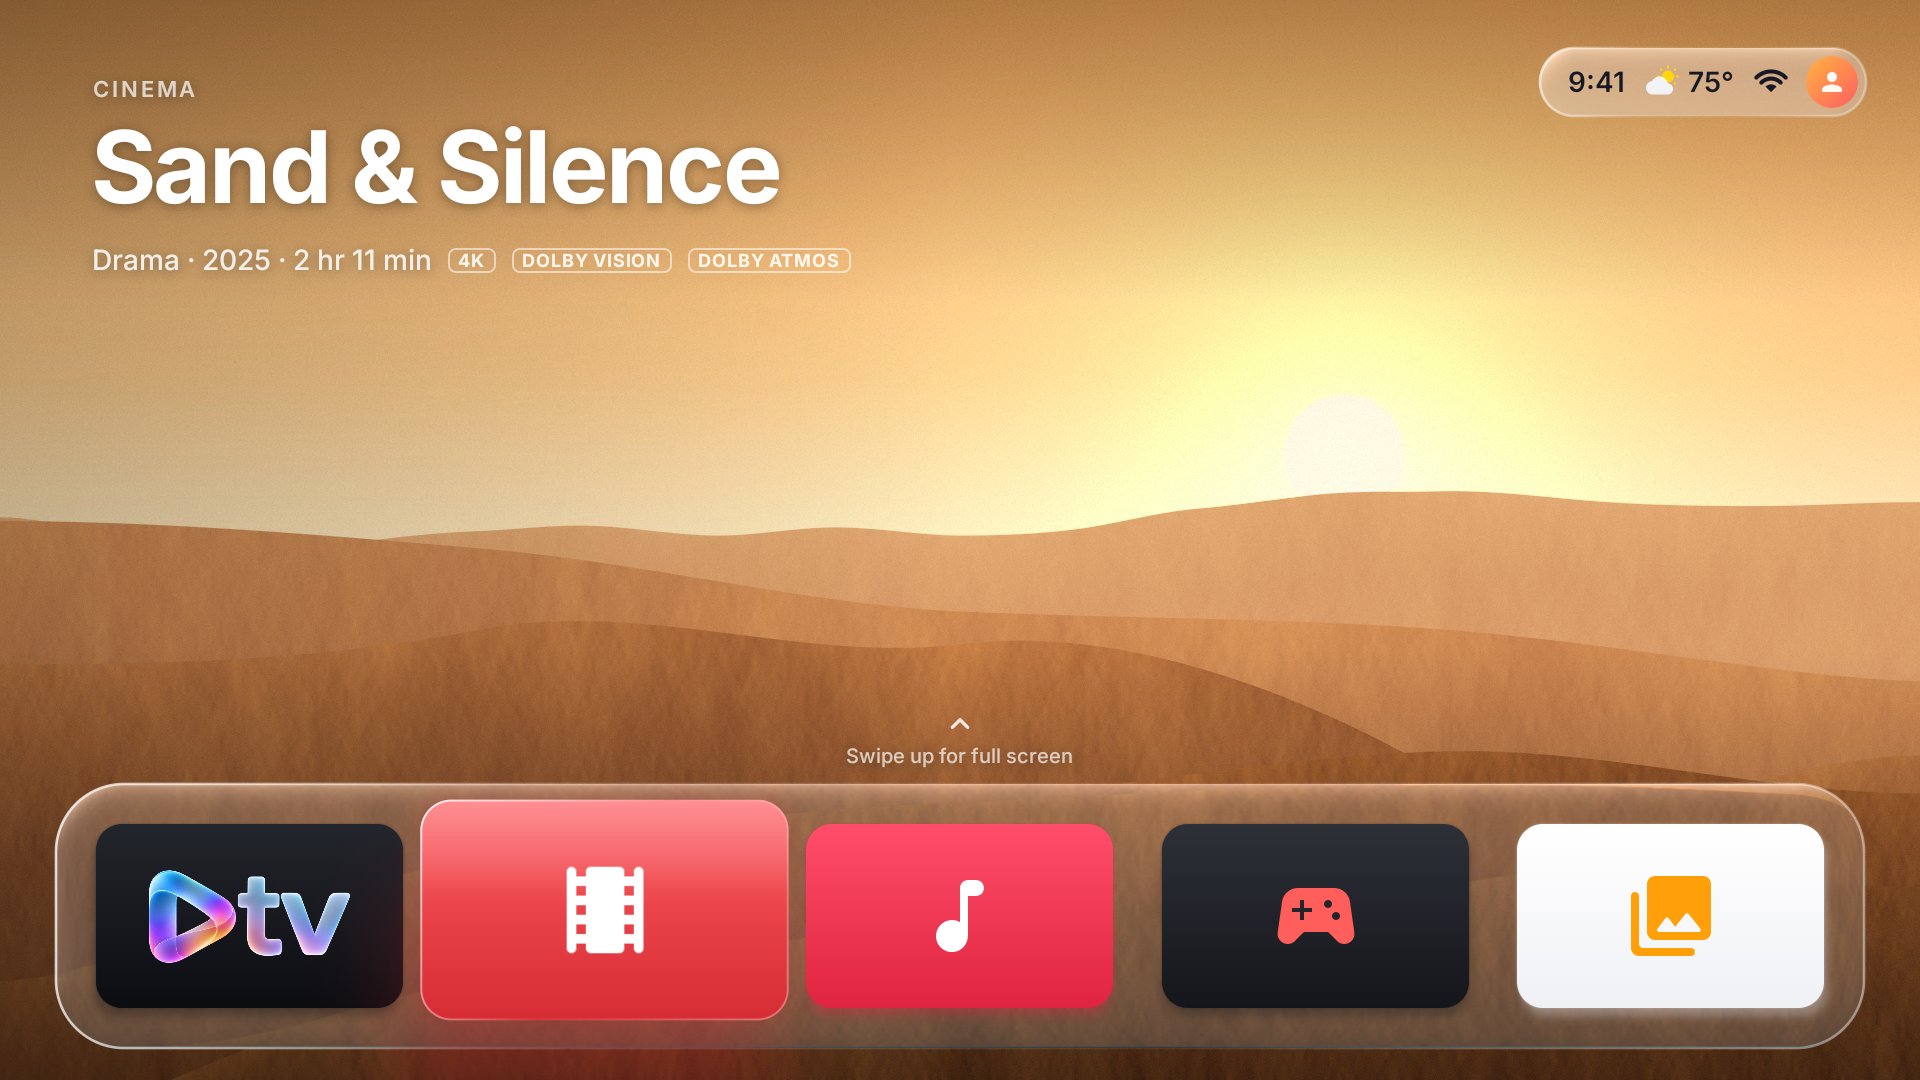 CINEMA
9:41 75°
Sand & Silence
Drama · 2025 · 2 hr 11 min 4K DOLBY VISION DOLBY ATMOS
Swipe up for full screen
tv